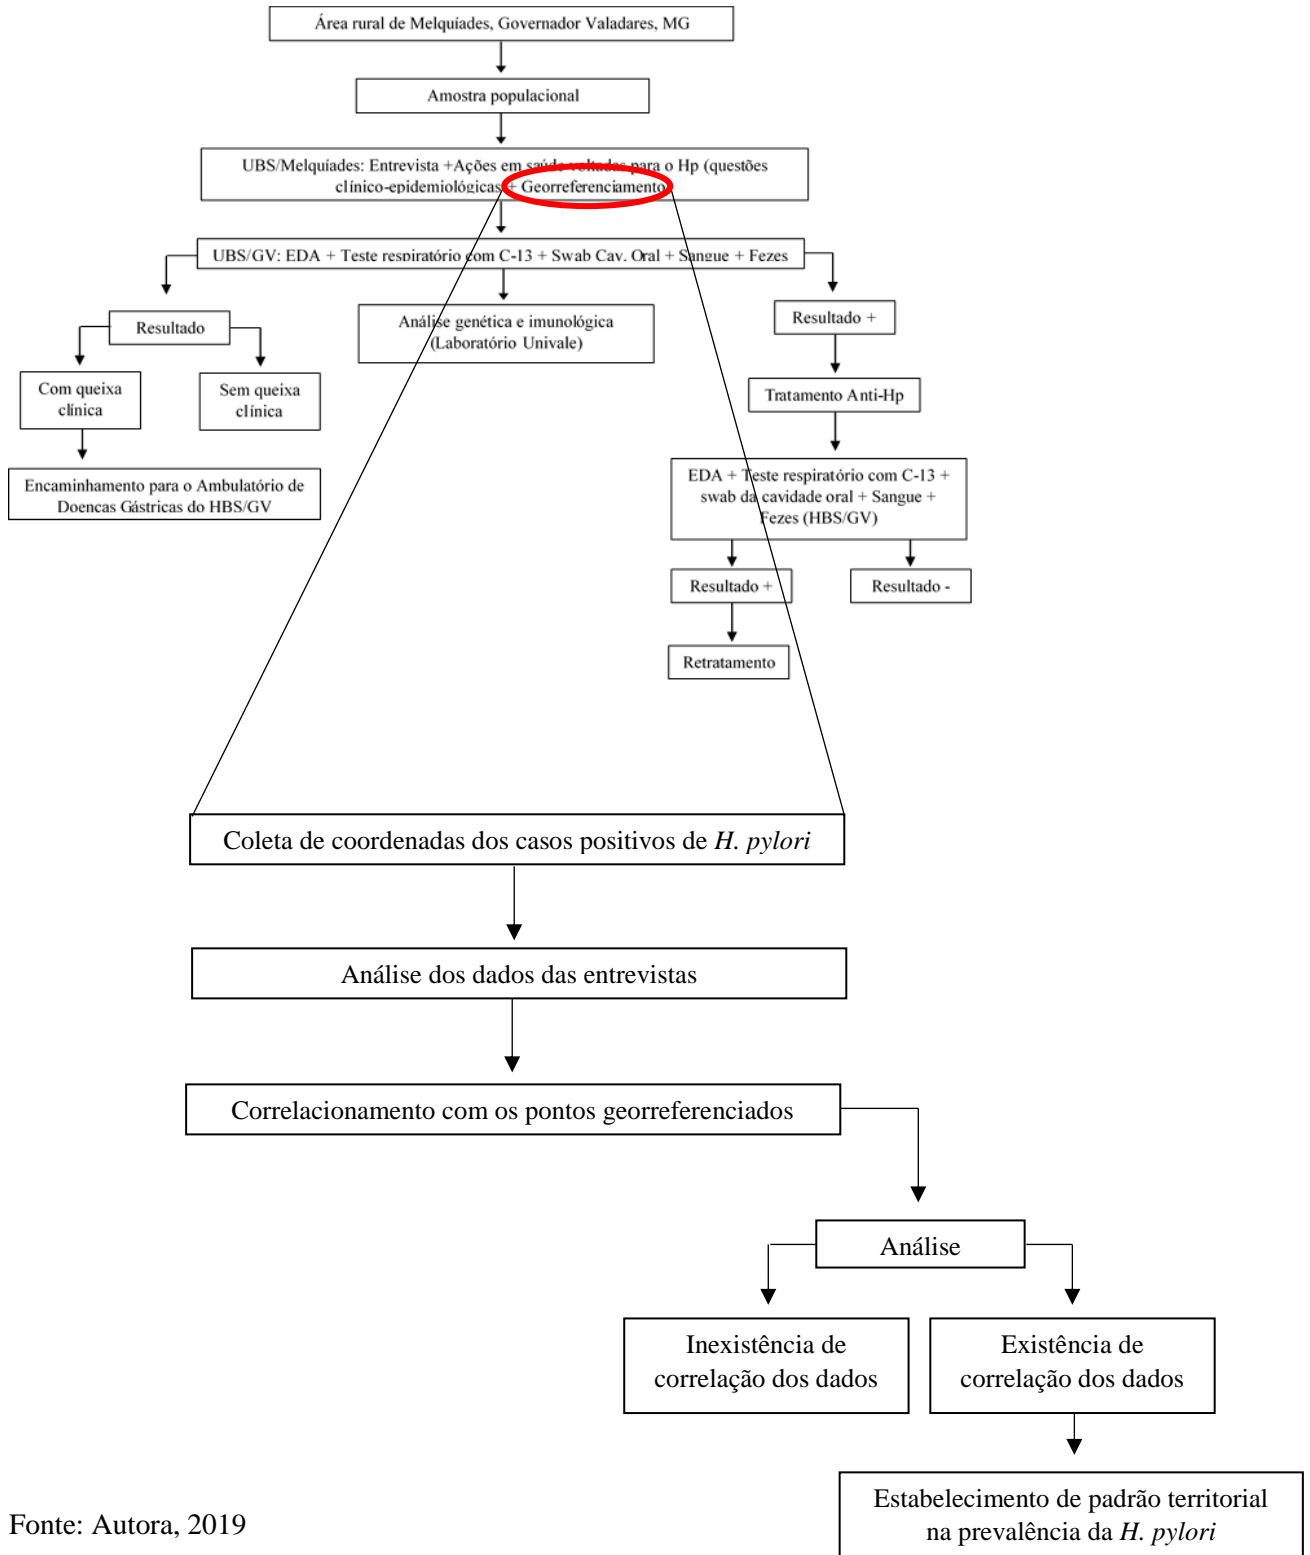 Área rural de Melquíades, Governador Valadares, MG
Amostra populacional
UBS/Melquíades: Entrevista +Ações em saúde voltadas para o Hp (questões
clínico-epidemiológicas + Georreferenciamento
UBS/GV: EDA + Teste respiratório com C-13 + Swab Cav. Oral + Sangue + Fezes
Resultado
Análise genética e imunológica
(Laboratório Univale)
Resultado +
Com queixa
clínica
Sem queixa
clínica
Tratamento Anti-Hp
Encaminhamento para o Ambulatório de
Doencas Gástricas do HBS/GV
EDA + Teste respiratório com C-13 +
swab da cavidade oral + Sangue +
Fezes (HBS/GV)
Resultado +
Resultado -
Retratamento
Coleta de coordenadas dos casos positivos de H. pylori
Análise dos dados das entrevistas
Correlacionamento com os pontos georreferenciados
Análise
Inexistência de
correlação dos dados
Existência de
correlação dos dados
Estabelecimento de padrão territorial
na prevalência da H. pylori
Fonte: Autora, 2019